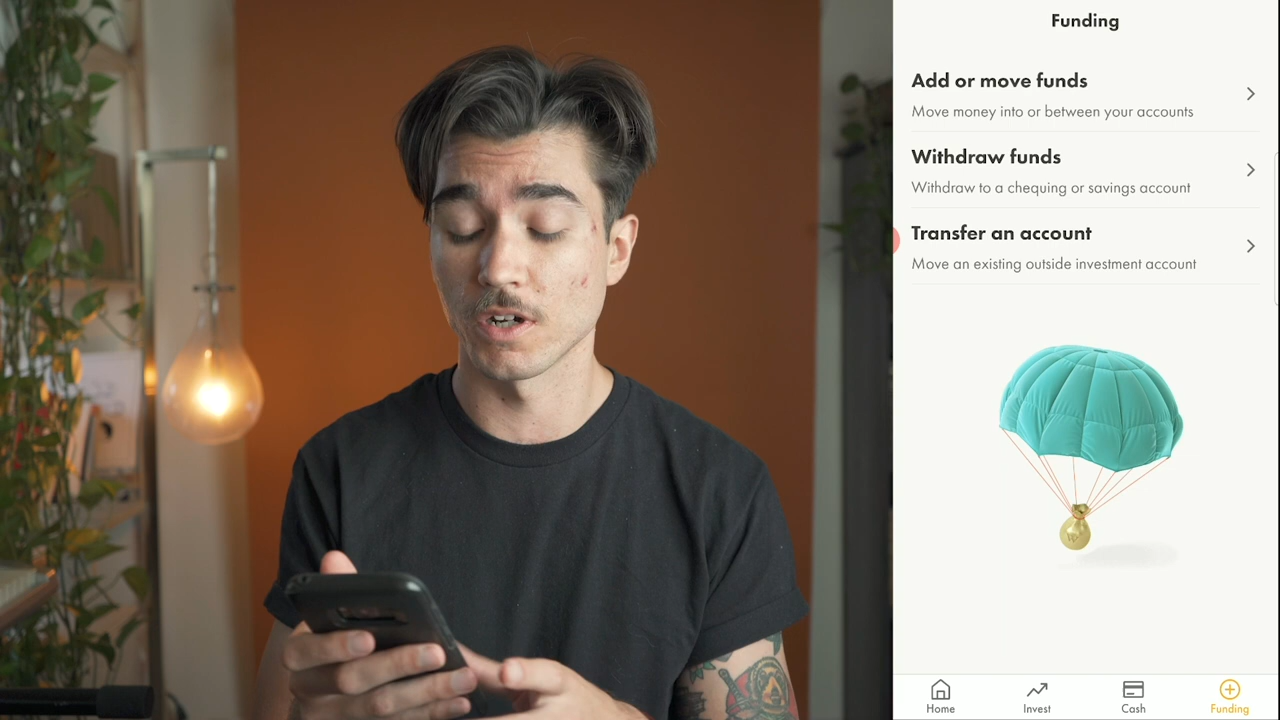 Funding
Add or move funds
Move money into or between your accounts
Withdraw funds
Withdraw to a chequing or savings account
Transfer an account
Move an existing outside investment account
Home
Invest
Cash
Funding